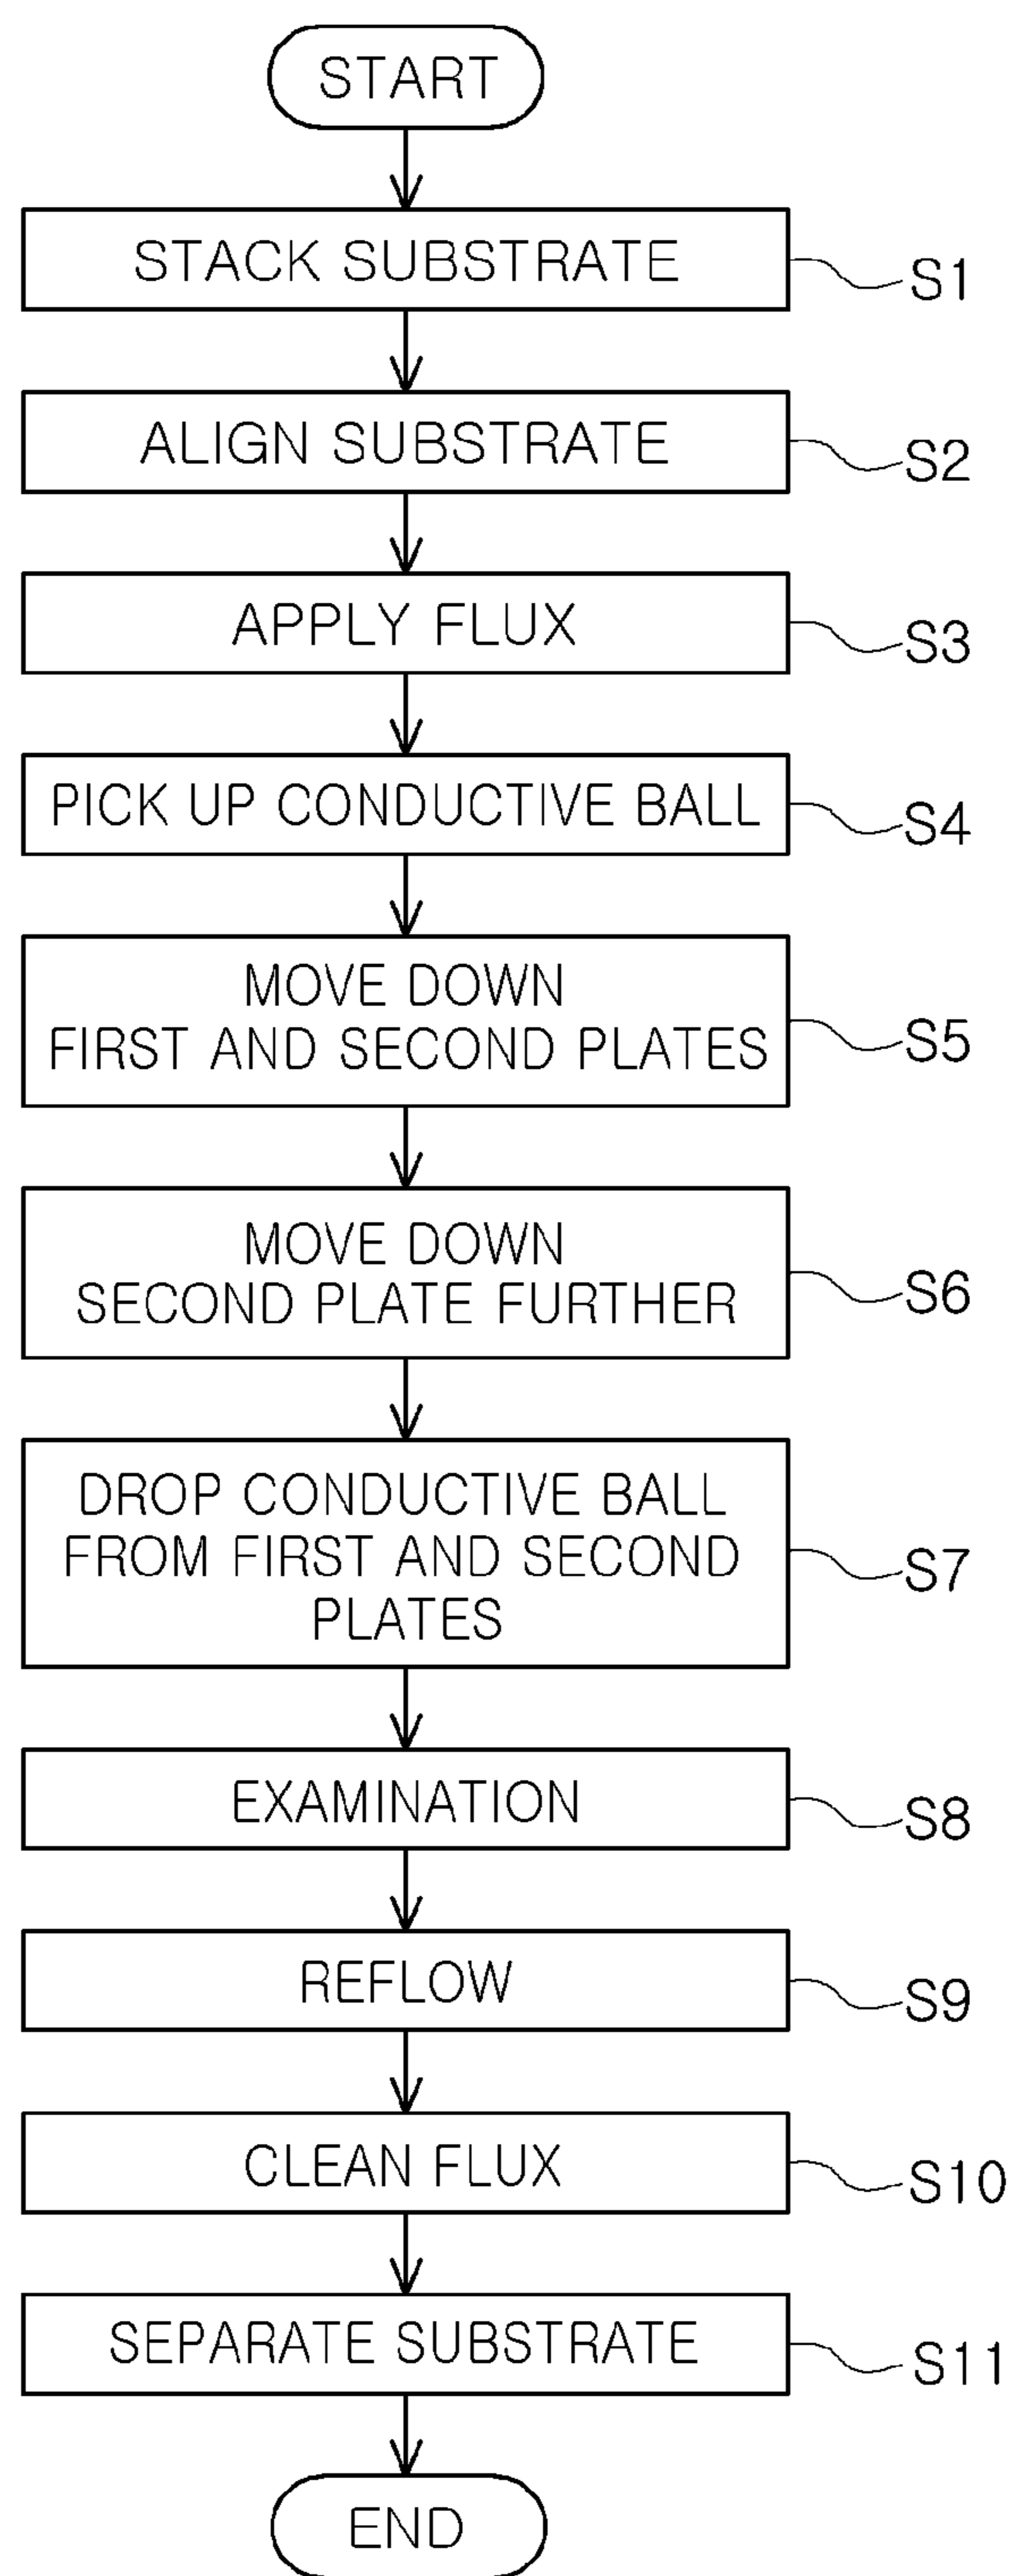 START
STACK SUBSTRATE
S1
ALIGN SUBSTRATE
S2
APPLY FLUX
S3
PICK UP CONDUCTIVE BALL
S4
MOVE DOWN
FIRST AND SECOND PLATES
S5
MOVE DOWN
SECOND PLATE FURTHER
S6
DROP CONDUCTIVE BALL
FROM FIRST AND SECOND
PLATES
S7
EXAMINATION
S8
REFLOW
S9
CLEAN FLUX
S10
SEPARATE SUBSTRATE
S11
END